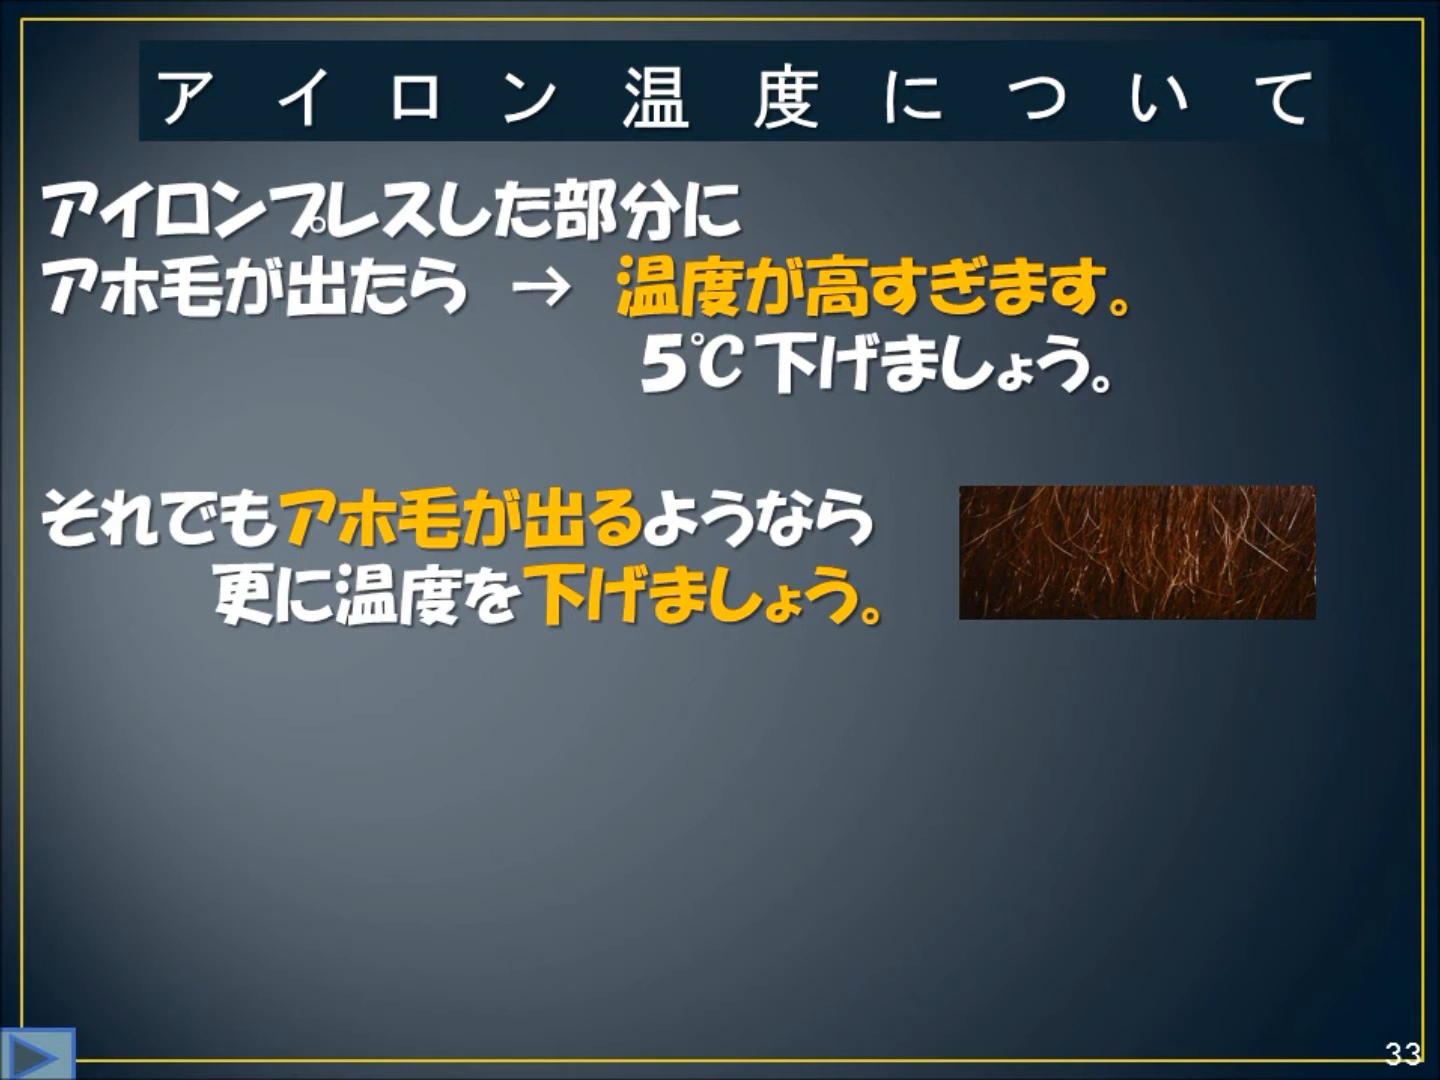 アイロン温度について
アイロンプレスした部分に
アホ毛が出たら → 温度が高すぎます。
5℃下げましょう。
それでもアホ毛が出るようなら
更に温度を下げましょう。
33